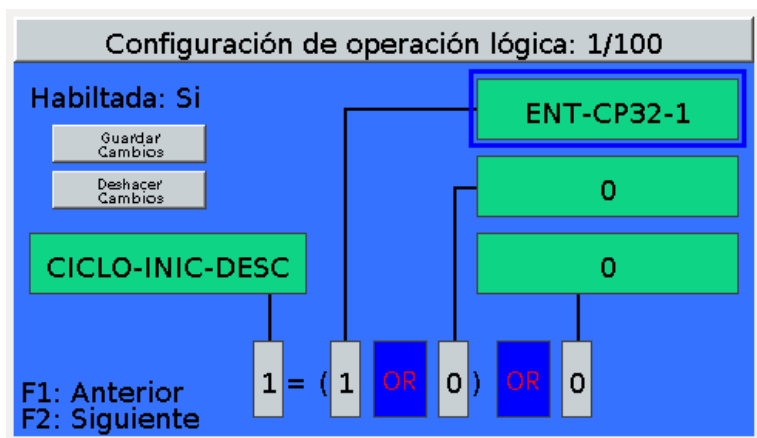 Configuración de operación lógica: 1/100
Habiltada: Si
ENT-CP32-1
Guardar
Cambios
0
Deshacer
Cambios
CICLO-INIC-DESC
0
1 = ( 1 OR 0 ) OR 0
F1: Anterior
F2: Siguiente